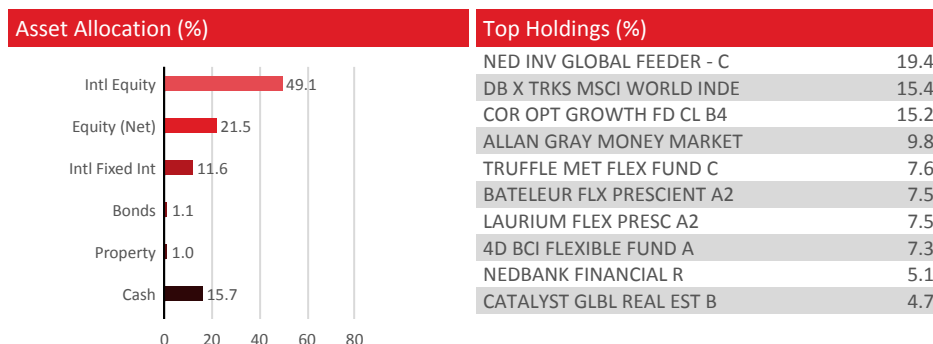 Asset Allocation (%)
Intl Equity 49.1
Equity (Net) 21.5
Intl Fixed Int 11.6
Bonds 1.1
Property 1.0
Cash 15.7
0 20 40 60 80
Top Holdings (%)
NED INV GLOBAL FEEDER - C 19.4
DB X TRKS MSCI WORLD INDE 15.4
COR OPT GROWTH FD CL B4 15.2
ALLAN GRAY MONEY MARKET 9.8
TRUFFLE MET FLEX FUND C 7.6
BATELEUR FLX PRESCIENT A2 7.5
LAURIUM FLEX PRESC A2 7.5
4D BCI FLEXIBLE FUND A 7.3
NEDBANK FINANCIAL R 5.1
CATALYST GLBL REAL EST B 4.7